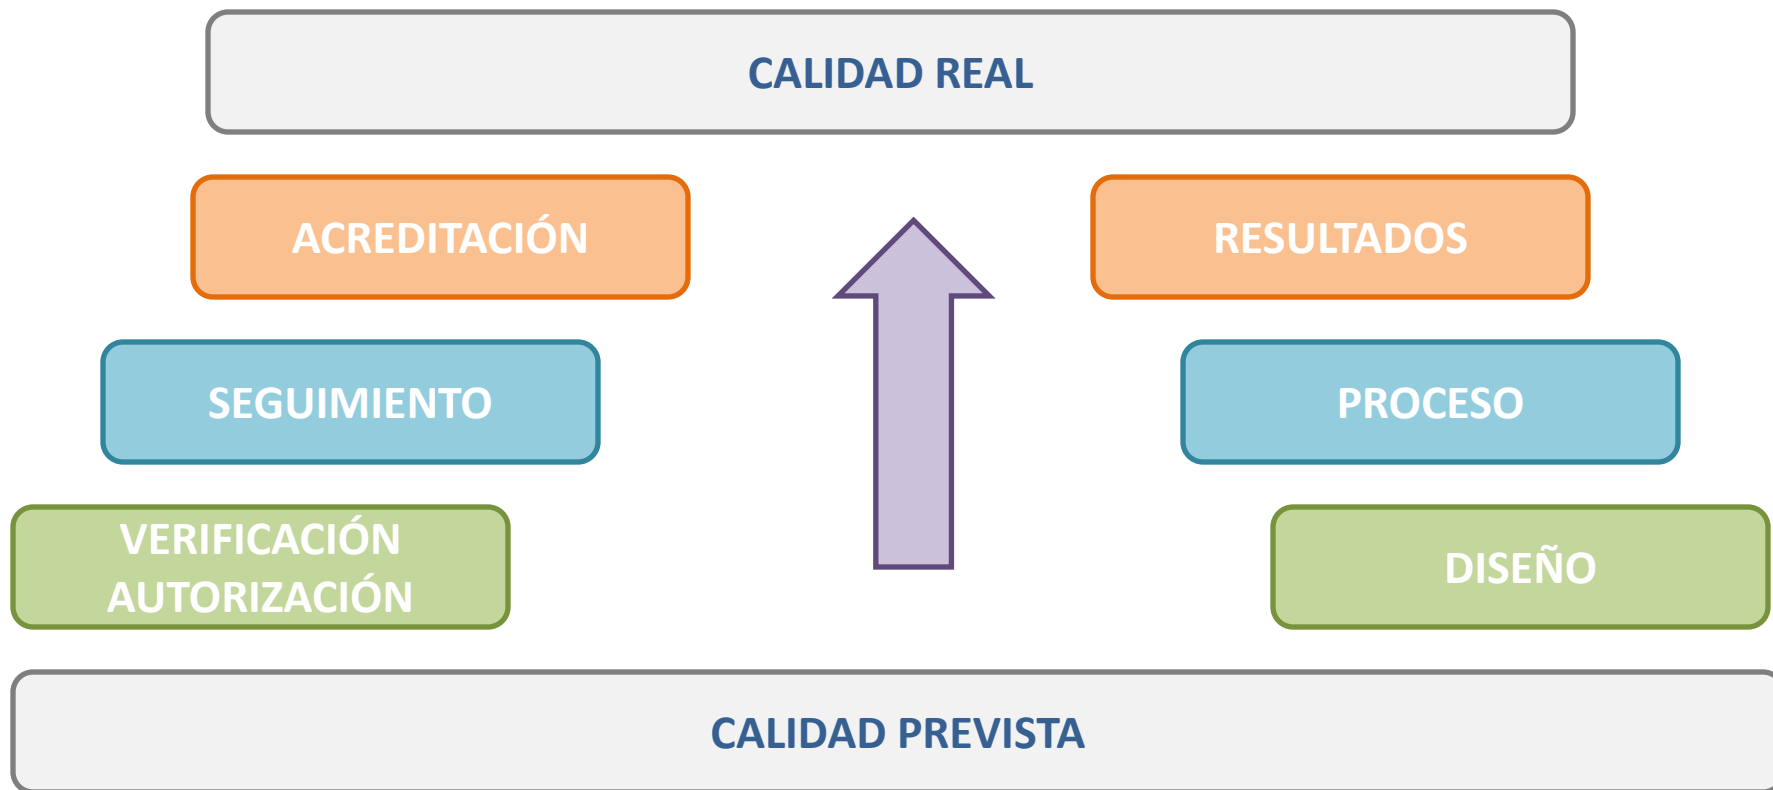 CALIDAD REAL
ACREDITACIÓN
RESULTADOS
SEGUIMIENTO
PROCESO
VERIFICACIÓN
AUTORIZACIÓN
DISEÑO
CALIDAD PREVISTA